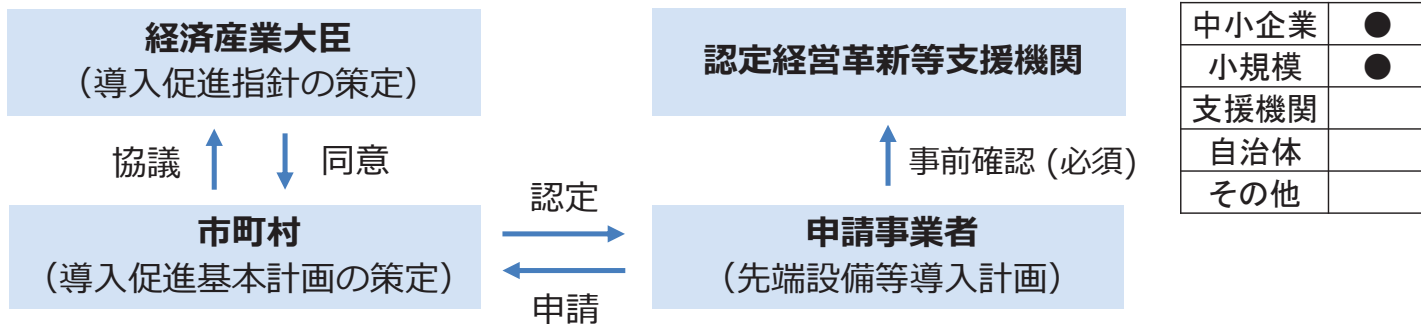 経済産業大臣
（導入促進指針の策定）
認定経営革新等支援機関
協議
同意
事前確認 (必須)
市町村
（導入促進基本計画の策定）
認定
申請
申請事業者
（先端設備等導入計画）
中小企業 ●
小規模 ●
支援機関
自治体
その他